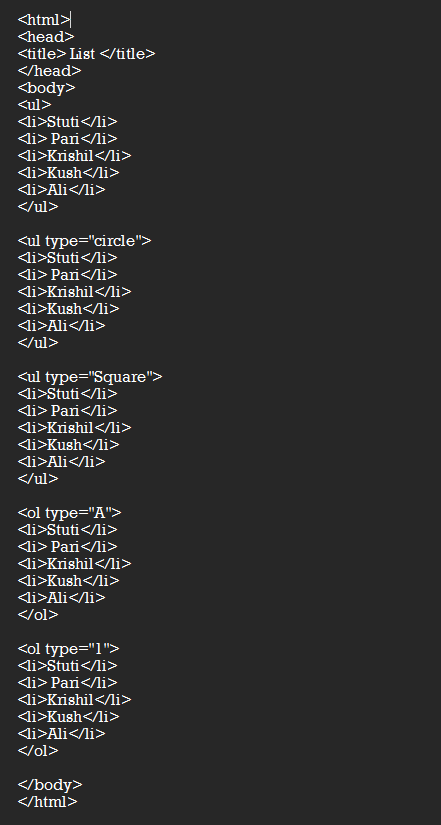 <html>
<head>
<title> List </title>
</head>
<body>
<ul>
<li>Stuti</li>
<li> Pari</li>
<li>Krishil</li>
<li>Kush</li>
<li>Ali</li>
</ul>

<ul type="circle">
<li>Stuti</li>
<li> Pari</li>
<li>Krishil</li>
<li>Kush</li>
<li>Ali</li>
</ul>

<ul type="Square">
<li>Stuti</li>
<li> Pari</li>
<li>Krishil</li>
<li>Kush</li>
<li>Ali</li>
</ul>

<ol type="A">
<li>Stuti</li>
<li> Pari</li>
<li>Krishil</li>
<li>Kush</li>
<li>Ali</li>
</ol>

<ol type="1">
<li>Stuti</li>
<li> Pari</li>
<li>Krishil</li>
<li>Kush</li>
<li>Ali</li>
</ol>

</body>
</html>